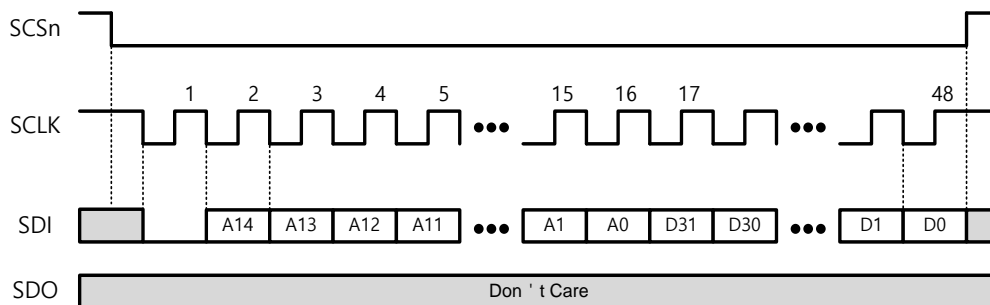 SCSn
1 2 3 4 5 15 16 17 48
SCLK
SDI A14 A13 A12 A11 A1 A0 D31 D30 D1 D0
SDO Don ' t Care